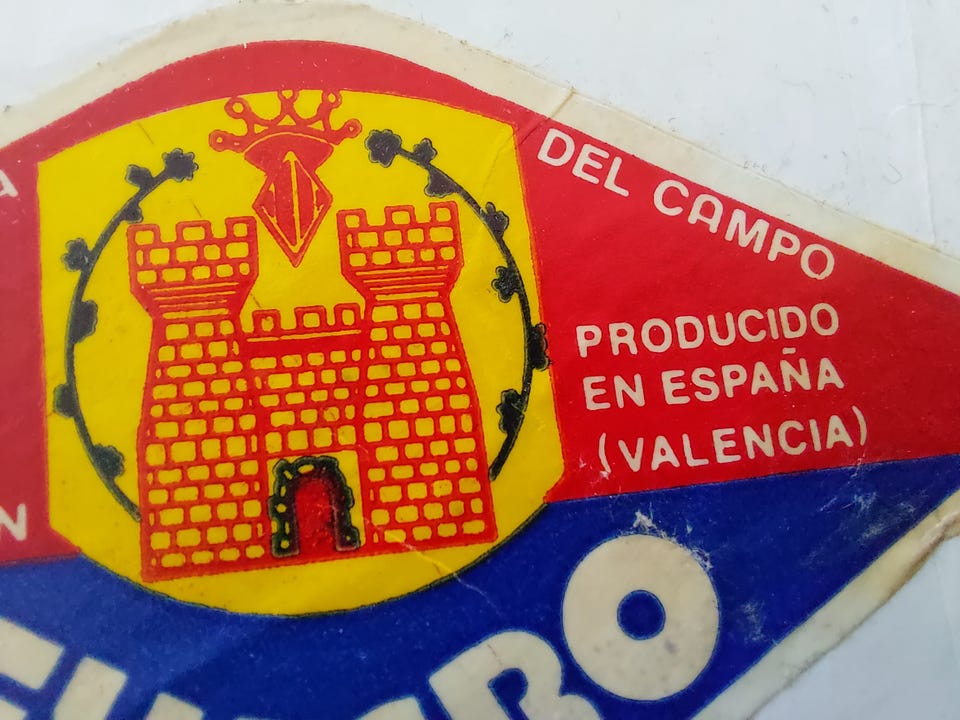 DEL CAMPO
PRODUCIDO
EN ESPAÑA
(VALENCIA)